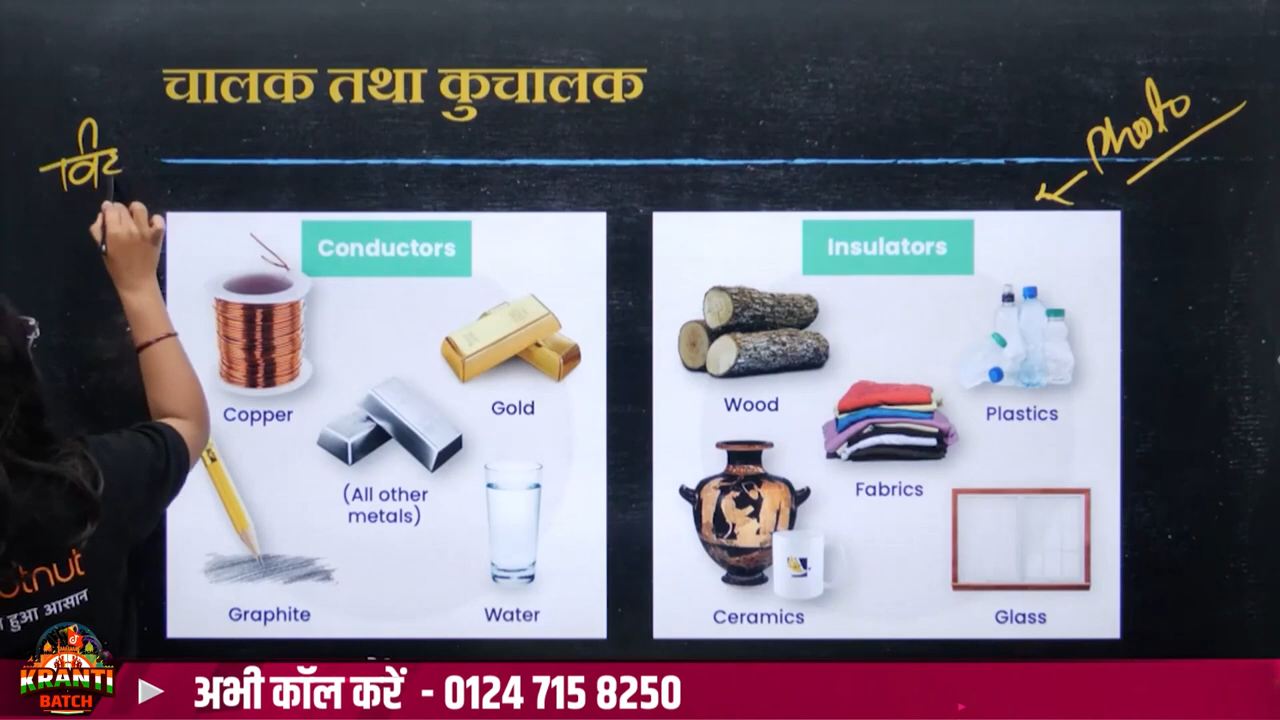 चालक तथा कुचालक
Photo
Conductors
Copper
Gold
(All other
metals)
Graphite
Water
Insulators
Wood
Plastics
Fabrics
Ceramics
Glass
हुआ आसान
KRANTI
BATCH
अभी कॉल करें - 0124 715 8250